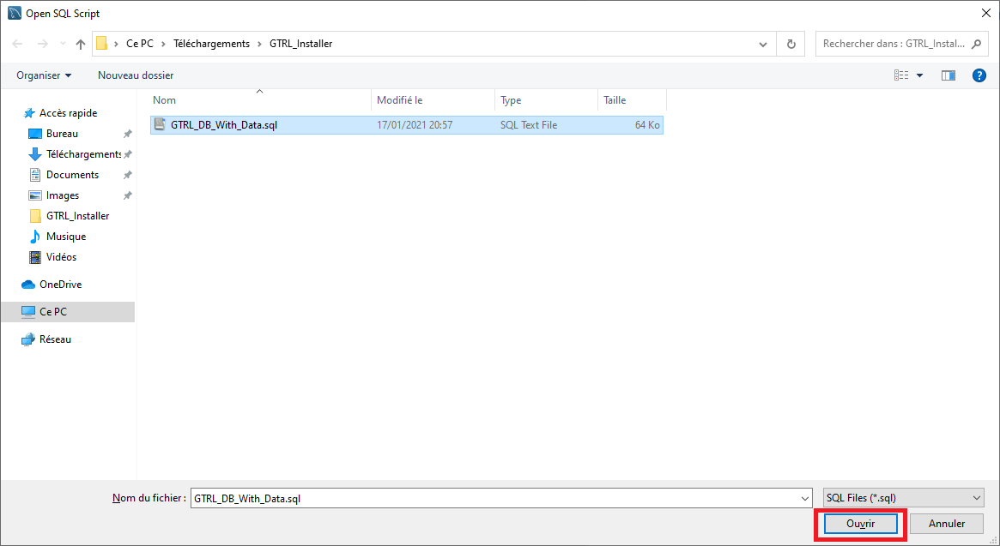 Open SQL Script
Ce PC > Téléchargements > GTRL_Installer
Rechercher dans : GTRL_Instal...
Organiser
Nouveau dossier
Nom Modifié le Type Taille
GTRL_DB_With_Data.sql 17/01/2021 20:57 SQL Text File 64 Ko
Accès rapide
Bureau
Téléchargements
Documents
Images
GTRL_Installer
Musique
Vidéos
OneDrive
Ce PC
Réseau
Nom du fichier : GTRL_DB_With_Data.sql SQL Files (*.sql)
Ouvrir Annuler